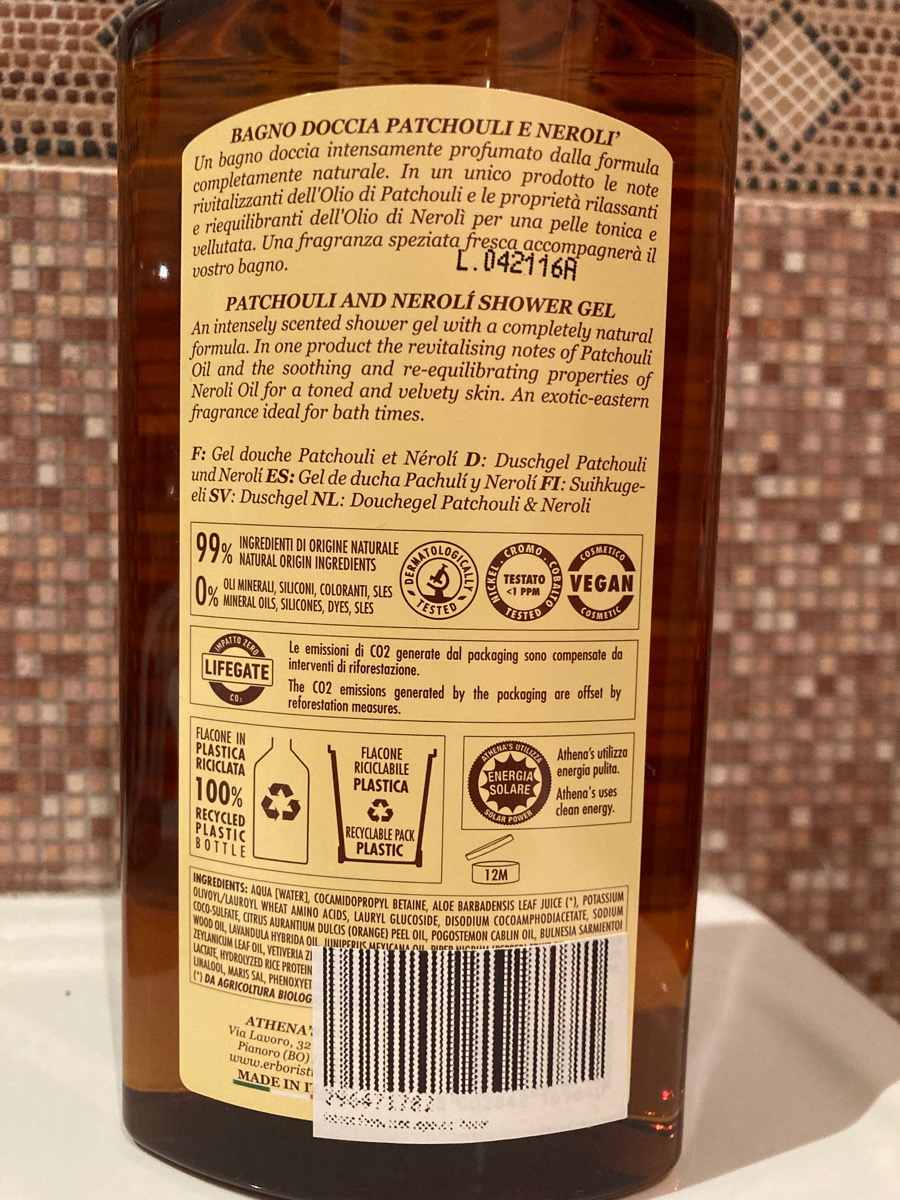 BAGNO DOCCIA PATCHOULI E NEROLI'
Un bagno doccia intensamente profumato dalla formula
completamente naturale. In un unico prodotto le note
rivitalizzanti dell'Olio di Patchouli e le proprietà rilassanti
e riequilibranti dell'Olio di Nerolì per una pelle tonica e
vellutata. Una fragranza speziata fresca accompagnerà il
vostro bagno.
L.042116A
PATCHOULI AND NEROLÍ SHOWER GEL
An intensely scented shower gel with a completely natural
formula. In one product the revitalising notes of Patchouli
Oil and the soothing and re-equilibrating properties of
Neroli Oil for a toned and velvety skin. An exotic-eastern
fragrance ideal for bath times.
F: Gel douche Patchouli et Nérolí D: Duschgel Patchouli
und Nerolí ES: Gel de ducha Pachulí y Nerolí FI: Suihkuge-
eli SV: Duschgel NL: Douchegel Patchouli & Neroli
99% INGREDIENTI DI ORIGINE NATURALE
NATURAL ORIGIN INGREDIENTS
0% OLI MINERALI, SILICONI, COLORANTI, SLES
MINERAL OILS, SILICONES, DYES, SLES
DERMATOLOGICALLY
TESTED
NICKEL. CROMO. COBALTO
TESTATO
<1 PPM
TESTED
COSMETICO
VEGAN
COSMETIC
IMPATTO ZERO
LIFEGATE
CO₂
Le emissioni di CO2 generate dal packaging sono compensate da
interventi di riforestazione.
The CO2 emissions generated by the packaging are offset by
reforestation measures.
FLACONE IN
PLASTICA
RICICLATA
100%
RECYCLED
PLASTIC
BOTTLE
FLACONE
RICICLABILE
PLASTICA
RECYCLABLE PACK
PLASTIC
ATHENA'S UTILIZZA
ENERGIA
SOLARE
SOLAR POWER
Athena's utilizza
energia pulita.
Athena's uses
clean energy.
12M
INGREDIENTS: AQUA [WATER], COCAMIDOPROPYL BETAINE, ALOE BARBADENSIS LEAF JUICE (*), POTASSIUM
OLIVOYL/LAUROYL WHEAT AMINO ACIDS, LAURYL GLUCOSIDE, DISODIUM COCOAMPHODIACETATE, SODIUM
COCO-SULFATE, CITRUS AURANTIUM DULCIS (ORANGE) PEEL OIL, POGOSTEMON CABLIN OIL, BULNESIA SARMIENTOI
WOOD OIL, LAVANDULA HYBRIDA OIL, JUNIPERUS MEXICANA OIL, PIPER NIGRUM
ZEYLANICUM LEAF OIL, VETIVERIA
LACTATE, HYDROLYZED RICE PROTEIN
LINALOOL, MARIS SAL,
(*) DA AGRICOLTURA
ATHENA'
Via Lavoro, 32
Pianoro (BO)
MADE IN